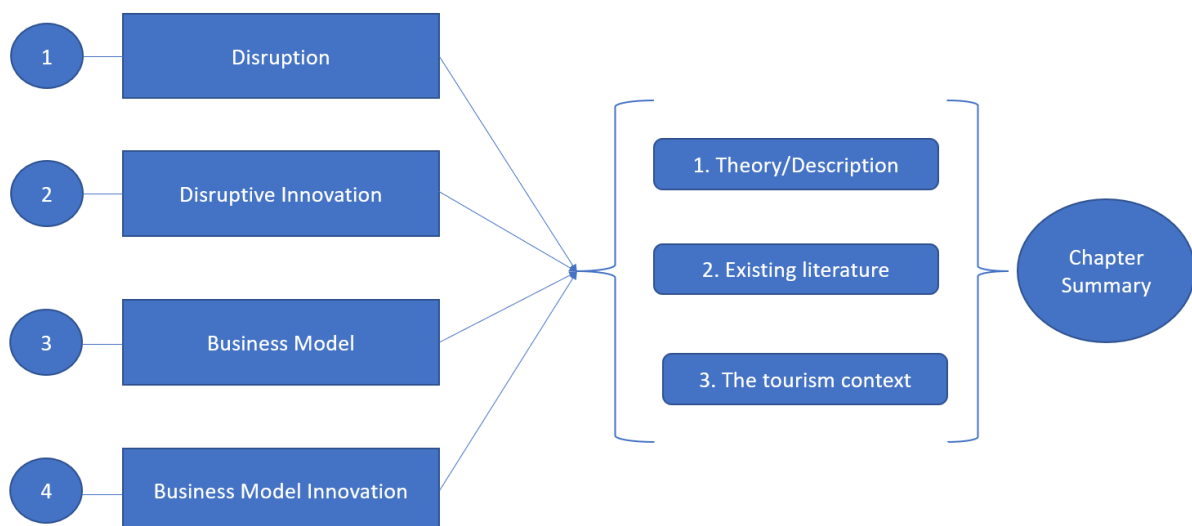 1
Disruption
2
Disruptive Innovation
3
Business Model
4
Business Model Innovation
1. Theory/Description
2. Existing literature
3. The tourism context
Chapter
Summary